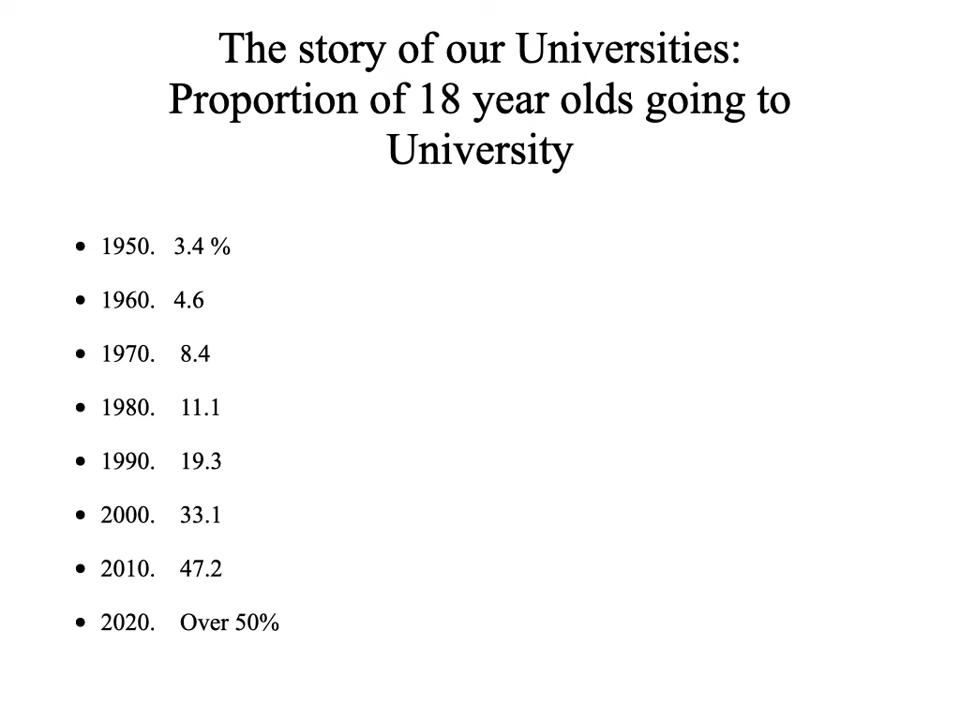 The story of our Universities:
Proportion of 18 year olds going to
University
• 1950. 3.4 %
• 1960. 4.6
• 1970. 8.4
• 1980. 11.1
• 1990. 19.3
• 2000. 33.1
• 2010. 47.2
• 2020. Over 50%